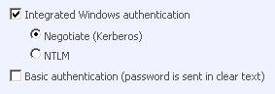 Integrated Windows authentication
Negotiate (Kerberos)
NTLM
Basic authentication (password is sent in clear text)